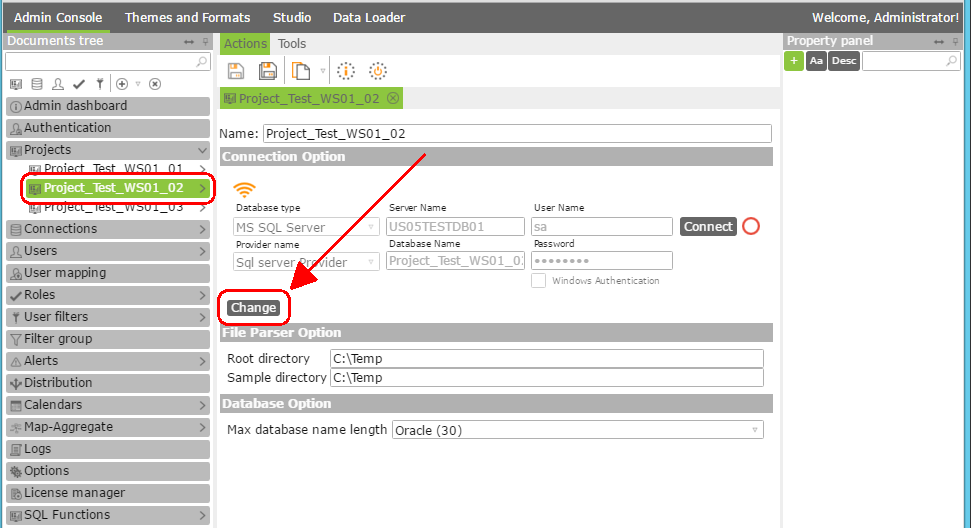 Admin Console Themes and Formats Studio Data Loader Welcome, Administrator!
Documents tree
Admin dashboard
Authentication
Projects
Project_Test_WS01_01
Project_Test_WS01_02
Project_Test_WS01_03
Connections
Users
User mapping
Roles
User filters
Filter group
Alerts
Distribution
Calendars
Map-Aggregate
Logs
Options
License manager
SQL Functions
Actions Tools
Project_Test_WS01_02
Name: Project_Test_WS01_02
Connection Option
Database type Server Name User Name
MS SQL Server US05TESTDB01 sa Connect
Provider name Database Name Password
Sql server Provider Project_Test_WS01_02 ••••••••
Windows Authentication
Change
File Parser Option
Root directory C:\Temp
Sample directory C:\Temp
Database Option
Max database name length Oracle (30)
Property panel
+ Aa Desc